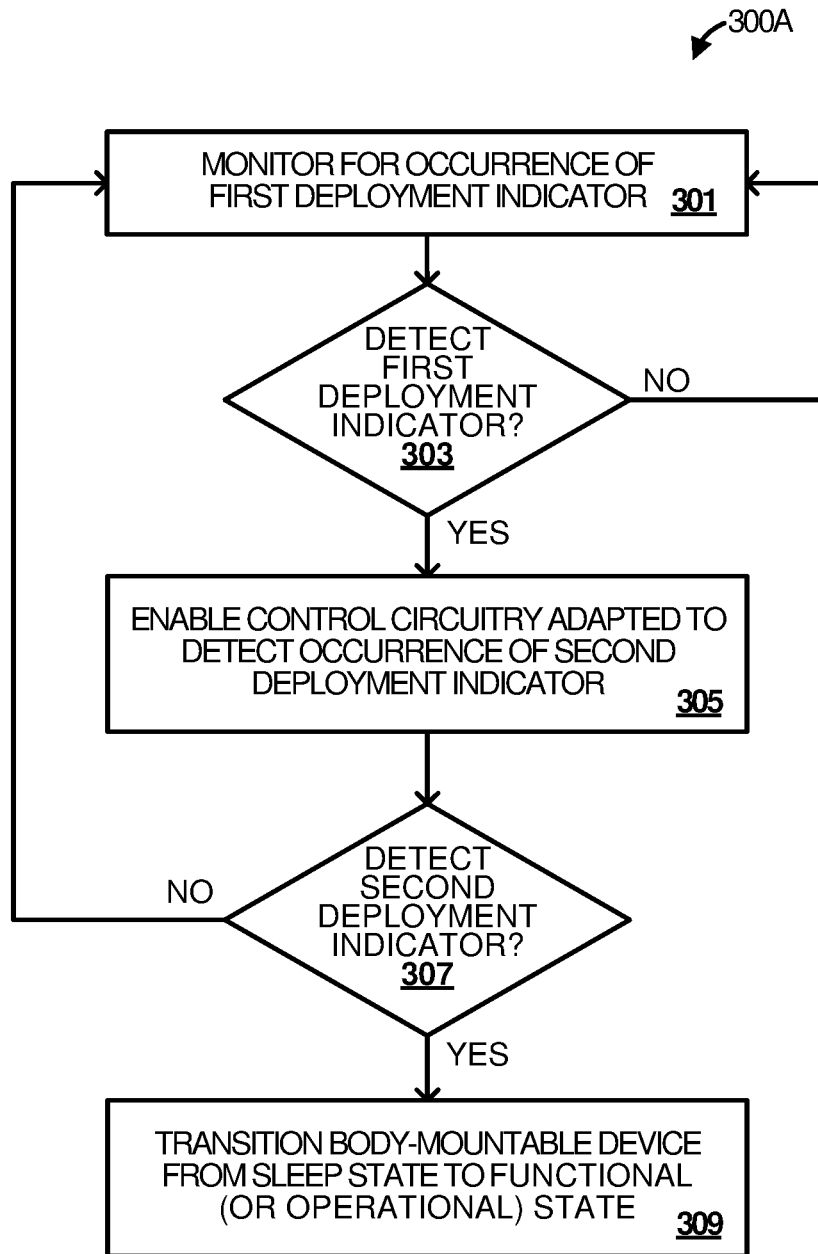 300A
MONITOR FOR OCCURRENCE OF
FIRST DEPLOYMENT INDICATOR 301
DETECT
FIRST
DEPLOYMENT
INDICATOR?
303
NO
YES
ENABLE CONTROL CIRCUITRY ADAPTED TO
DETECT OCCURRENCE OF SECOND
DEPLOYMENT INDICATOR
305
DETECT
SECOND
DEPLOYMENT
INDICATOR?
307
NO
YES
TRANSITION BODY-MOUNTABLE DEVICE
FROM SLEEP STATE TO FUNCTIONAL
(OR OPERATIONAL) STATE
309